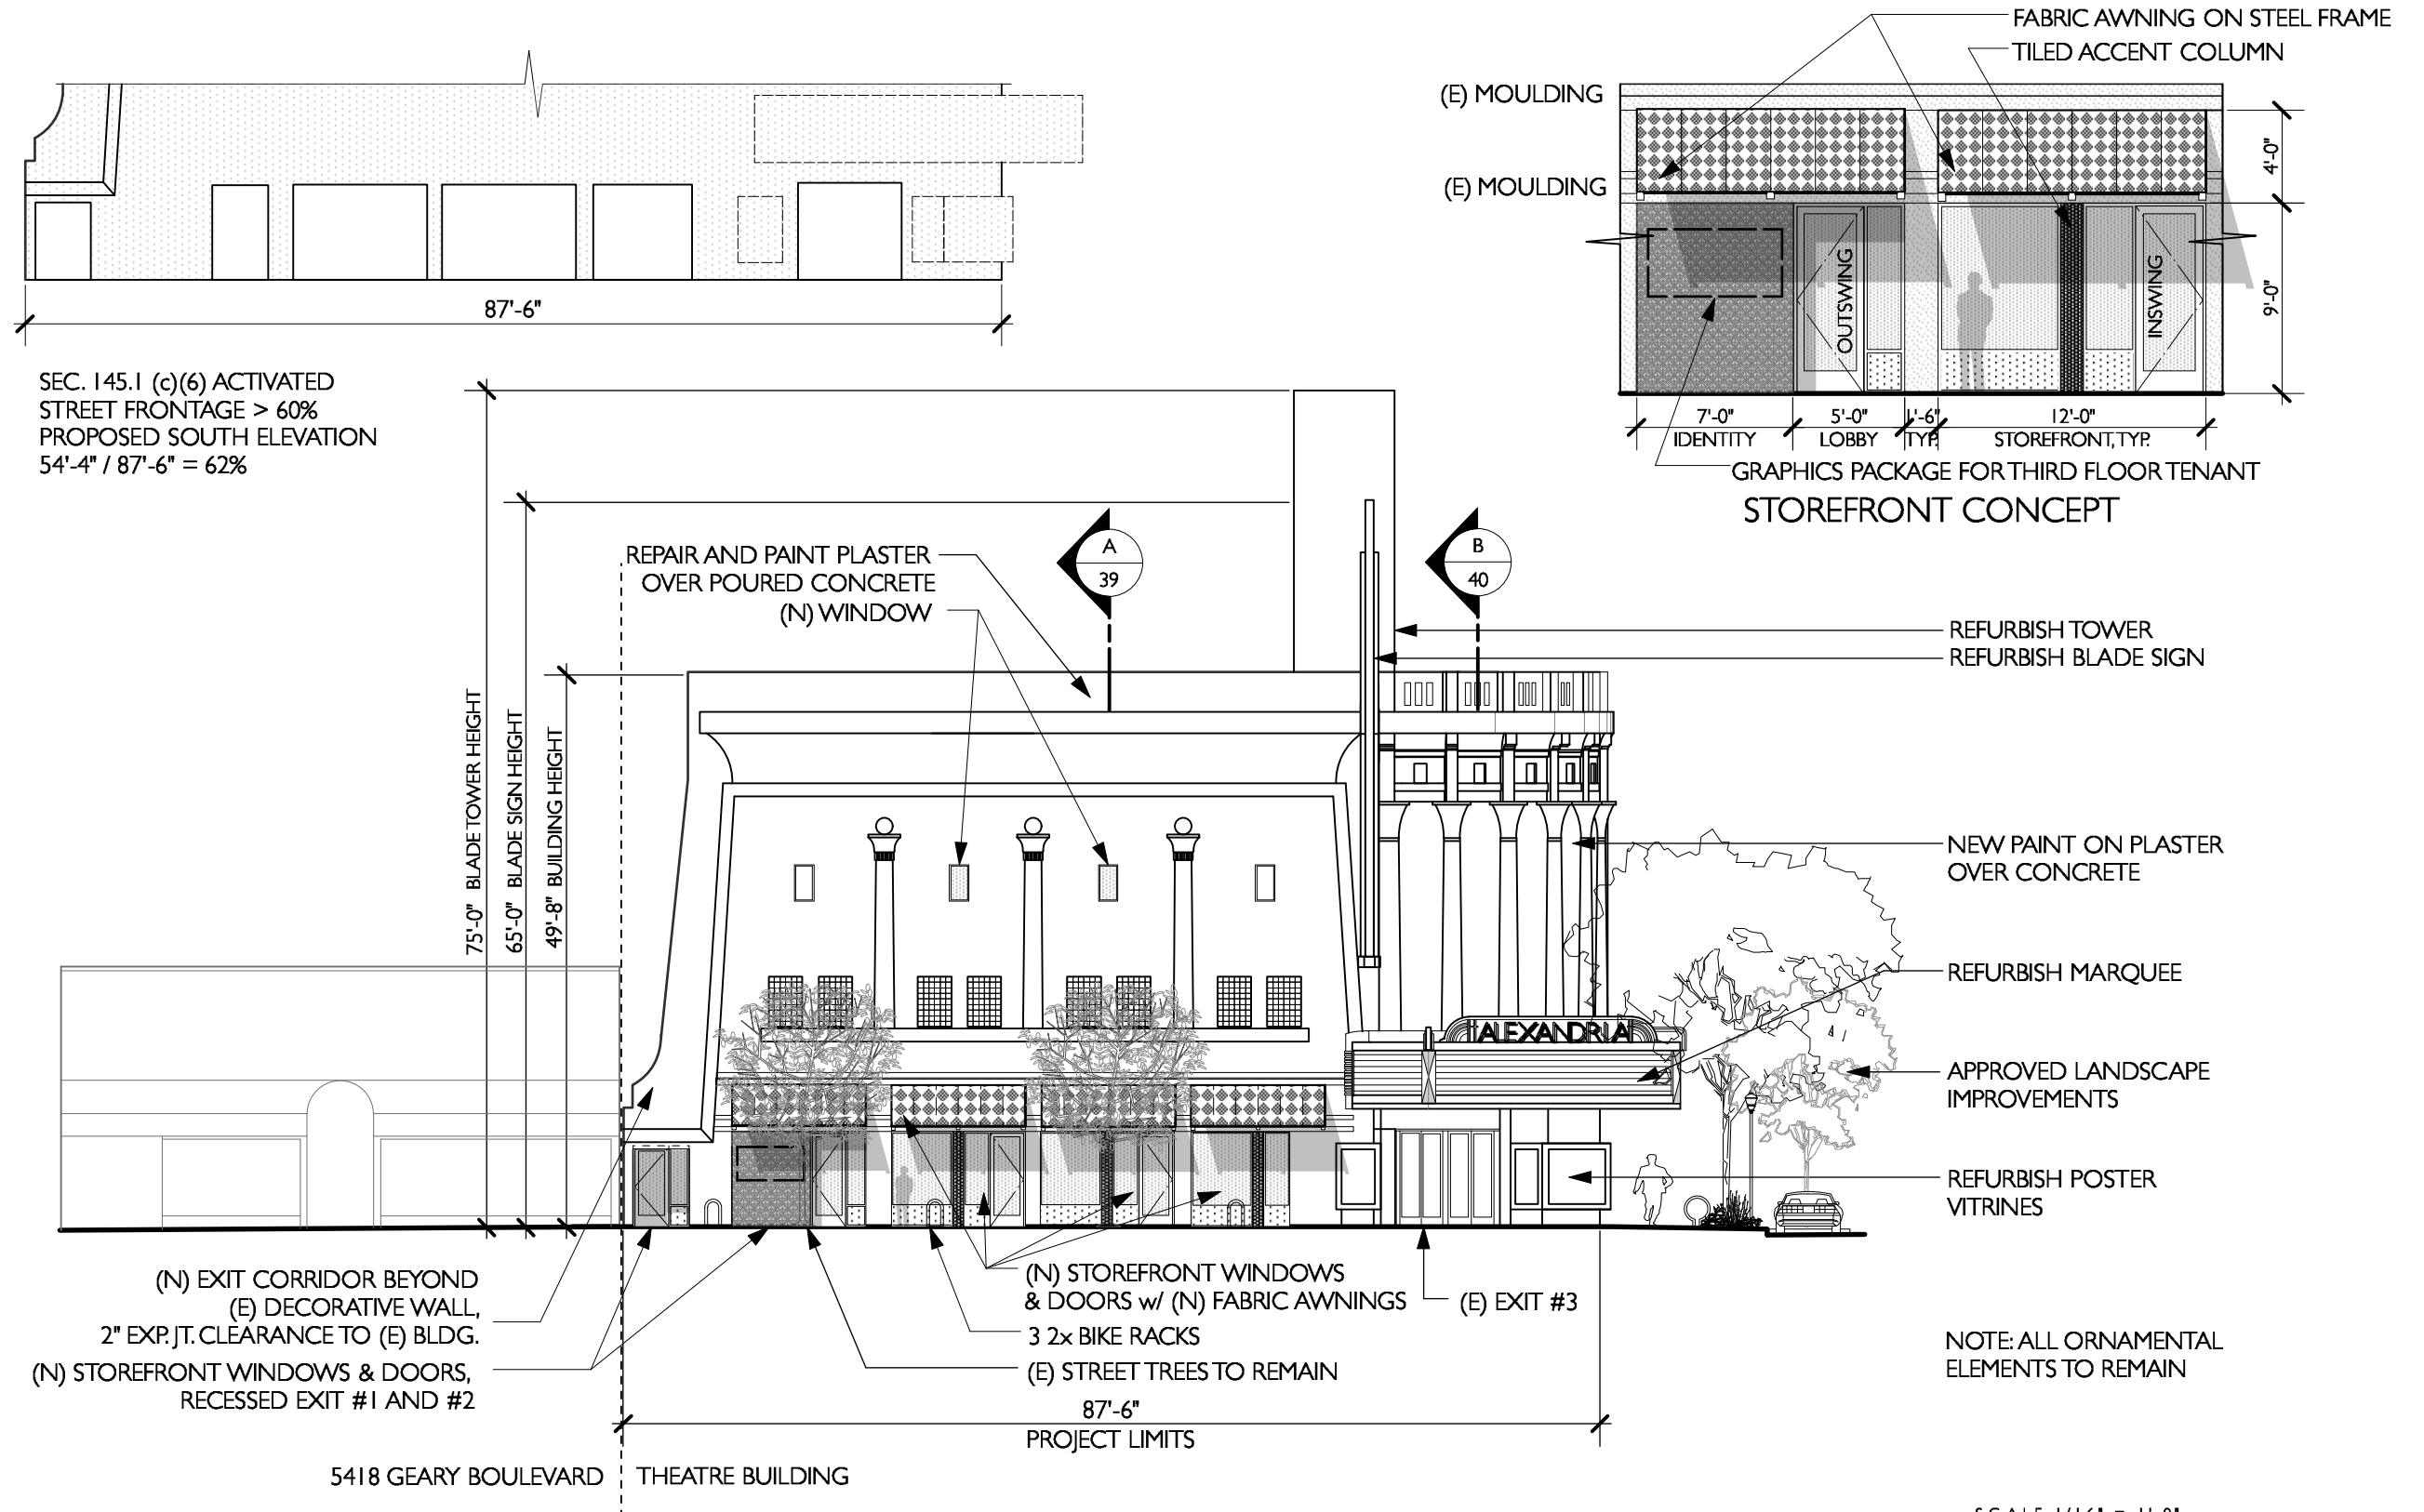 FABRIC AWNING ON STEEL FRAME
TILED ACCENT COLUMN
(E) MOULDING
(E) MOULDING
4'-0"
9'-0"
OUTSWING
INSWING
87'-6"
7'-0"
5'-0"
1'-6"
12'-0"
IDENTITY
LOBBY
TYP.
STOREFRONT, TYP.
GRAPHICS PACKAGE FOR THIRD FLOOR TENANT
STOREFRONT CONCEPT
SEC. 145.1 (c)(6) ACTIVATED
STREET FRONTAGE > 60%
PROPOSED SOUTH ELEVATION
54'-4" / 87'-6" = 62%
REPAIR AND PAINT PLASTER
OVER POURED CONCRETE
(N) WINDOW
A
39
B
40
REFURBISH TOWER
REFURBISH BLADE SIGN
75'-0" BLADE TOWER HEIGHT
65'-0" BLADE SIGN HEIGHT
49'-8" BUILDING HEIGHT
NEW PAINT ON PLASTER
OVER CONCRETE
REFURBISH MARQUEE
ALEXANDRIA
APPROVED LANDSCAPE
IMPROVEMENTS
REFURBISH POSTER
VITRINES
(N) EXIT CORRIDOR BEYOND
(E) DECORATIVE WALL,
2" EXP. JT. CLEARANCE TO (E) BLDG.
(N) STOREFRONT WINDOWS & DOORS,
RECESSED EXIT #1 AND #2
(N) STOREFRONT WINDOWS
& DOORS w/ (N) FABRIC AWNINGS
3 2x BIKE RACKS
(E) STREET TREES TO REMAIN
(E) EXIT #3
NOTE: ALL ORNAMENTAL
ELEMENTS TO REMAIN
87'-6"
PROJECT LIMITS
5418 GEARY BOULEVARD
THEATRE BUILDING